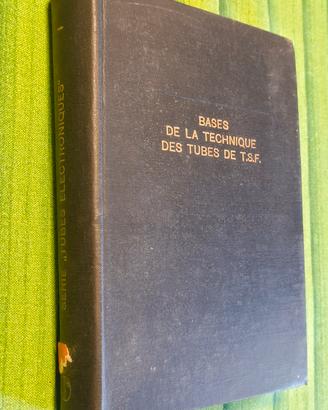 BASES
DE LA TECHNIQUE
DES TUBES DE T.S.F.
SÉRIE „TUBES ÉLECTRONIQUES"